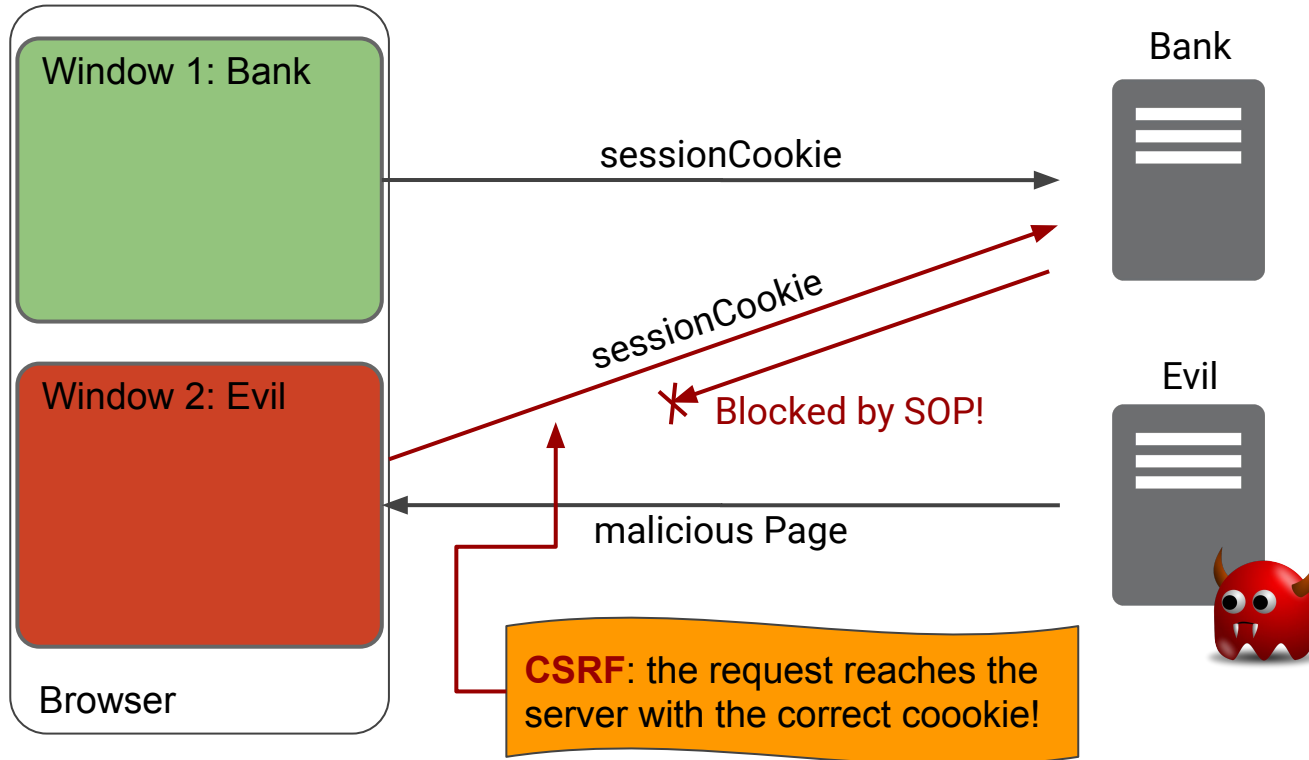 Window 1: Bank
Bank
sessionCookie
sessionCookie
Window 2: Evil
Evil
Blocked by SOP!
malicious Page
CSRF: the request reaches the
server with the correct coookie!
Browser